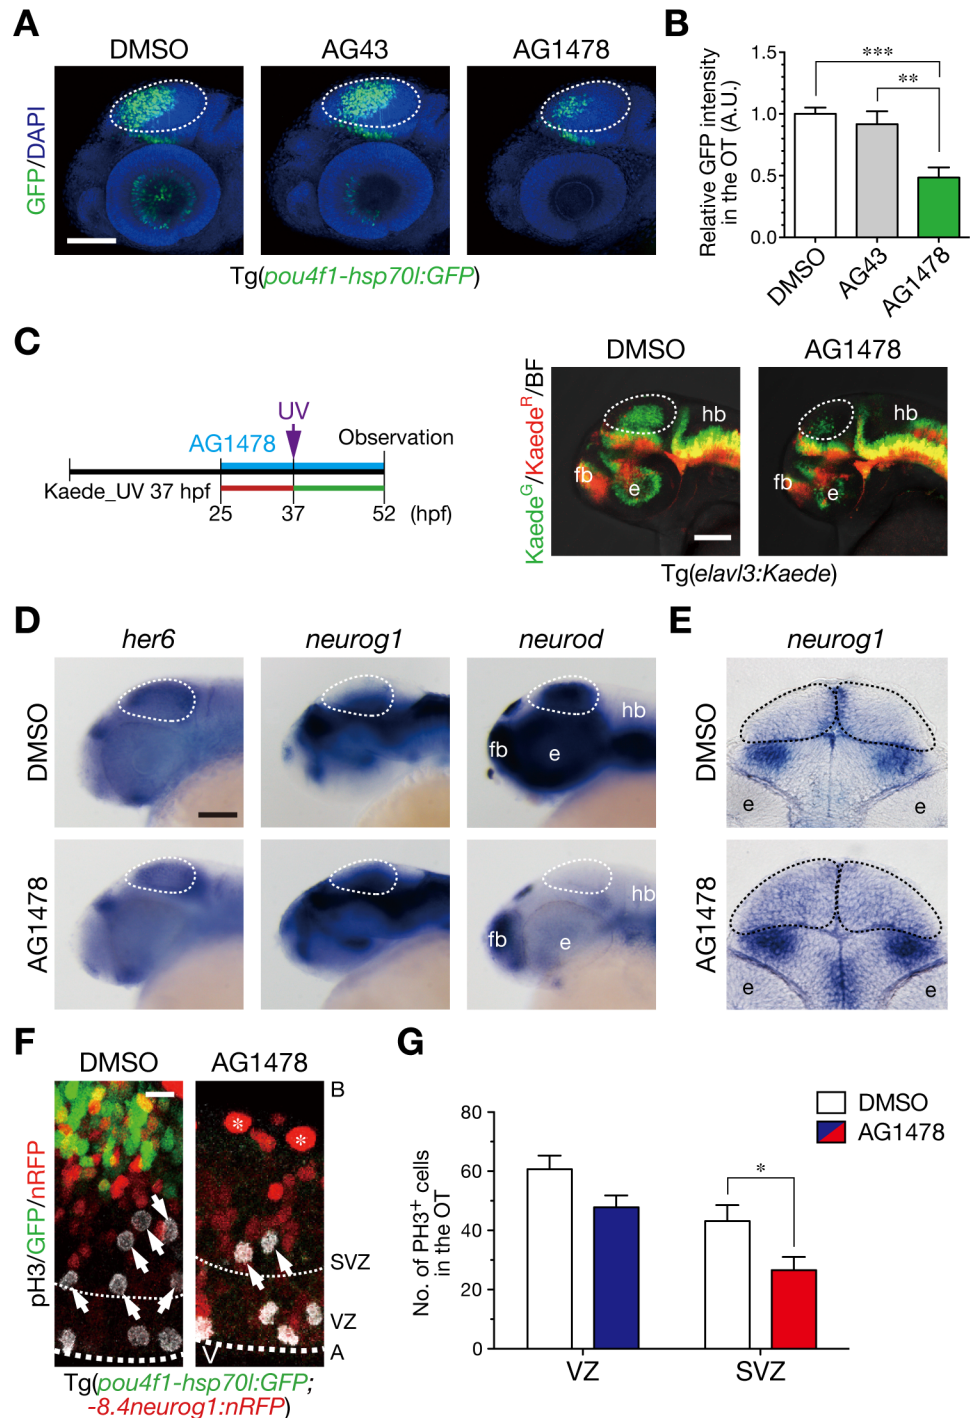 A
DMSO
AG43
AG1478
GFP/DAPI
Tg(pou4f1-hsp70l:GFP)
B
Relative GFP intensity
in the OT (A.U.)
1.5
1.0
0.5
0.0
***
**
DMSO
AG43
AG1478
C
UV
AG1478
Observation
Kaede_UV 37 hpf
25
37
52
(hpf)
DMSO
AG1478
KaedeG/KaedeR/BF
fb
e
hb
fb
e
hb
Tg(elavl3:Kaede)
D
her6
neurog1
neurod
DMSO
fb
e
hb
AG1478
fb
e
hb
E
neurog1
DMSO
e
e
AG1478
e
e
F
DMSO
AG1478
pH3/GFP/nRFP
*
*
B
SVZ
VZ
A
V
Tg(pou4f1-hsp70l:GFP;
-8.4neurog1:nRFP)
G
DMSO
AG1478
No. of PH3+ cells
in the OT
80
60
40
20
0
*
VZ
SVZ